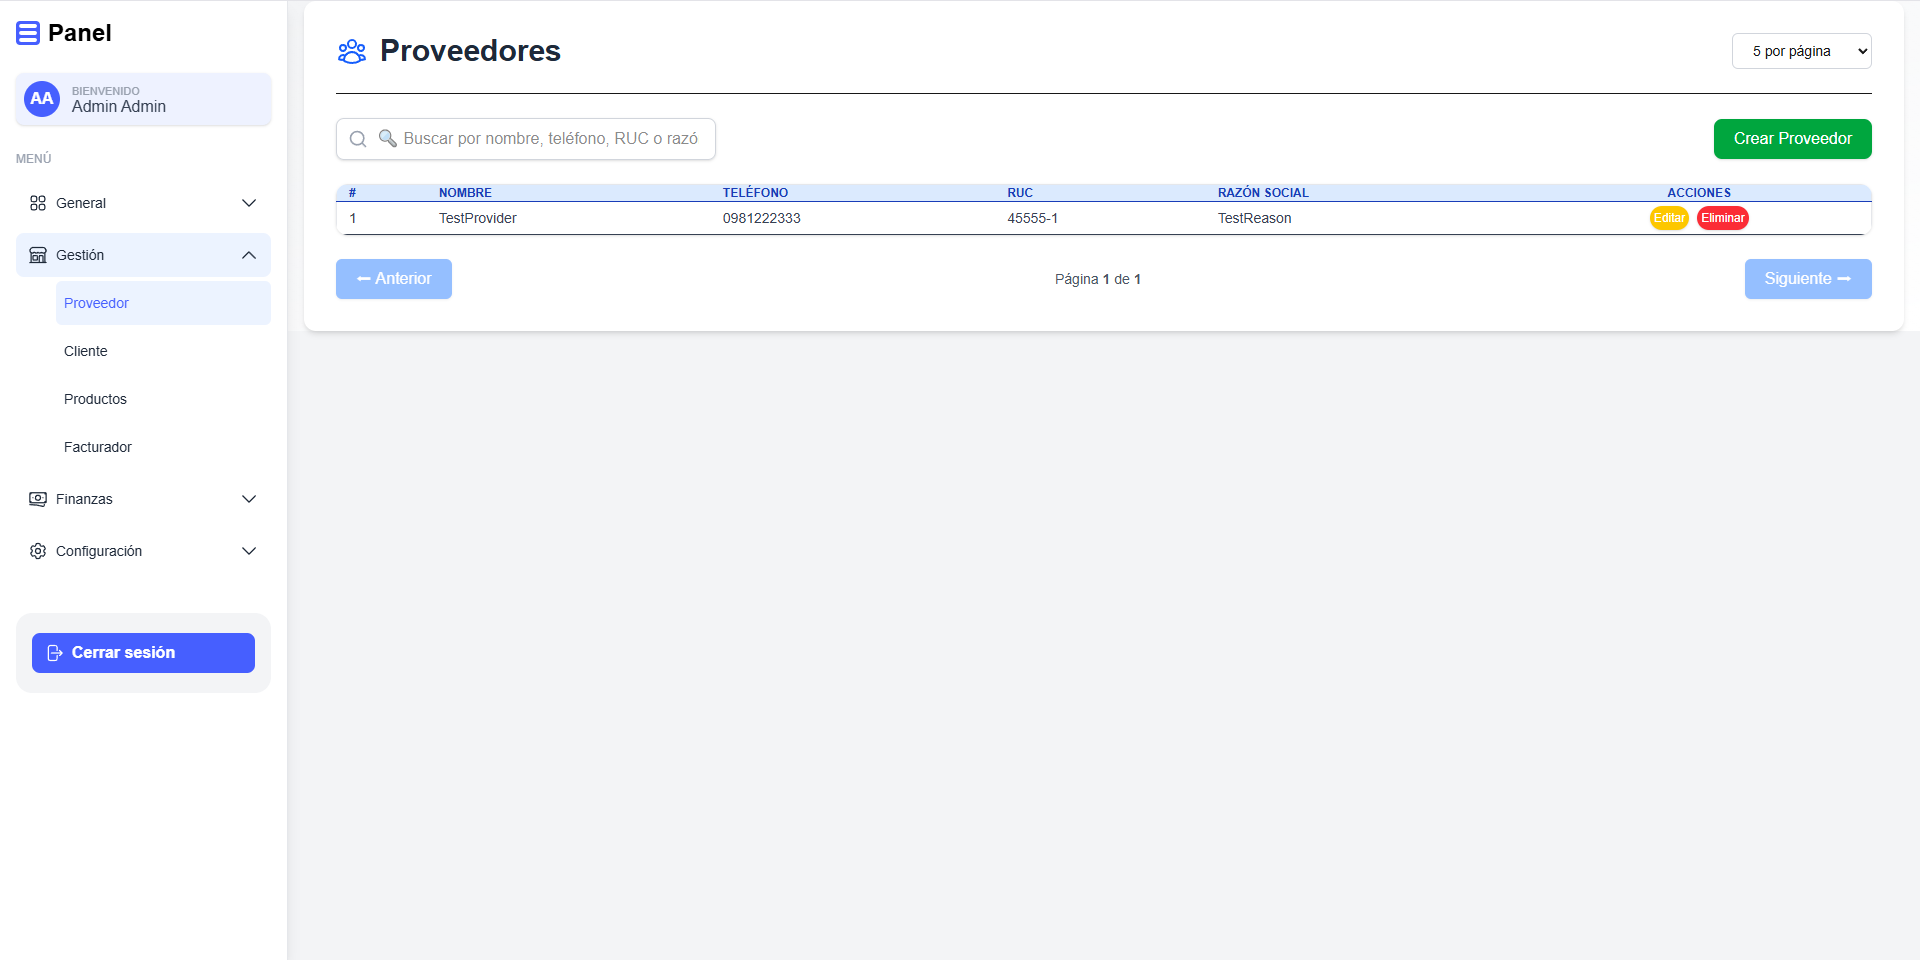 Panel
AA
BIENVENIDO
Admin Admin
MENÚ
General
Gestión
Proveedor
Cliente
Productos
Facturador
Finanzas
Configuración
Cerrar sesión
Proveedores
5 por página
🔍 Buscar por nombre, teléfono, RUC o razó
Crear Proveedor
# NOMBRE TELÉFONO RUC RAZÓN SOCIAL ACCIONES
1 TestProvider 0981222333 45555-1 TestReason Editar Eliminar
⬅ Anterior Página 1 de 1 Siguiente ➡